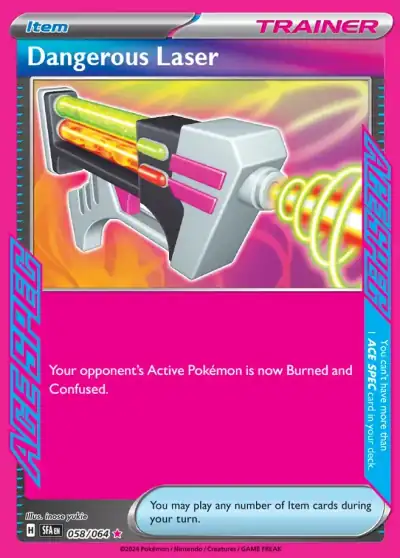 Item
TRAINER
Dangerous Laser
ACE SPEC
ACE SPEC
You can't have more than
1 ACE SPEC card in your deck.
Your opponent's Active Pokémon is now Burned and
Confused.
Illus. inose yukie
H SFA EN 058/064
You may play any number of Item cards during
your turn.
©2024 Pokémon / Nintendo / Creatures / GAME FREAK